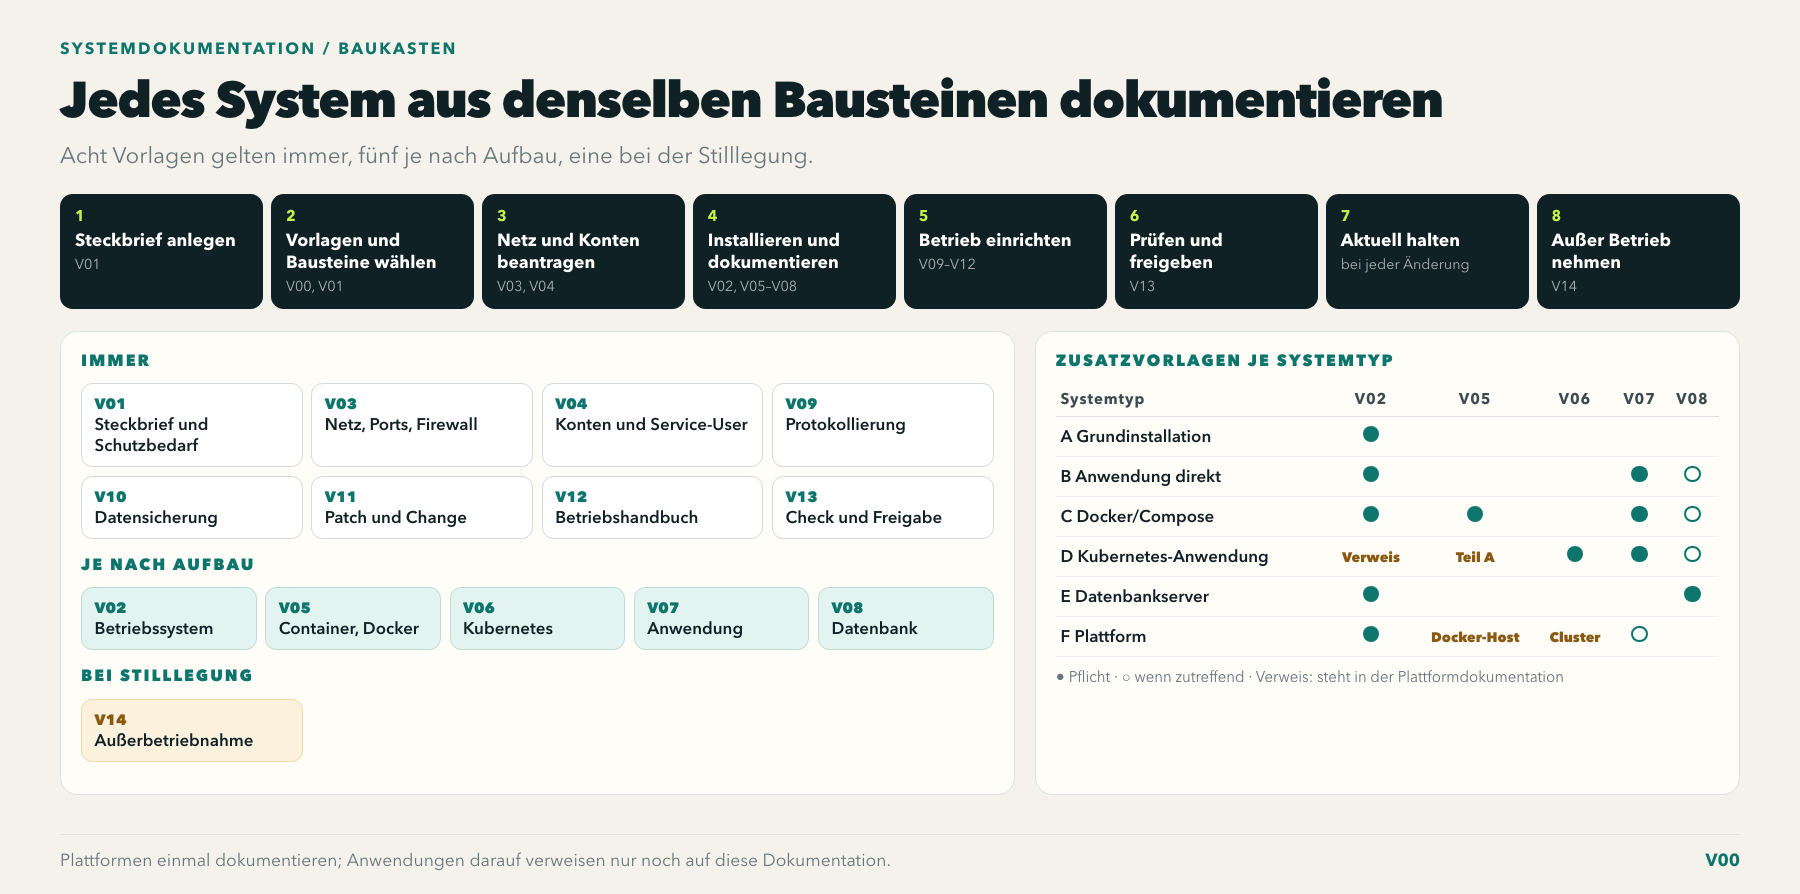 SYSTEMDOKUMENTATION / BAUKASTEN
Jedes System aus denselben Bausteinen dokumentieren
Acht Vorlagen gelten immer, fünf je nach Aufbau, eine bei der Stilllegung.
1
Steckbrief anlegen
V01
2
Vorlagen und
Bausteine wählen
V00, V01
3
Netz und Konten
beantragen
V03, V04
4
Installieren und
dokumentieren
V02, V05–V08
5
Betrieb einrichten
V09–V12
6
Prüfen und
freigeben
V13
7
Aktuell halten
bei jeder Änderung
8
Außer Betrieb
nehmen
V14
IMMER
V01
Steckbrief und
Schutzbedarf
V03
Netz, Ports, Firewall
V04
Konten und Service-User
V09
Protokollierung
V10
Datensicherung
V11
Patch und Change
V12
Betriebshandbuch
V13
Check und Freigabe
JE NACH AUFBAU
V02
Betriebssystem
V05
Container, Docker
V06
Kubernetes
V07
Anwendung
V08
Datenbank
BEI STILLLEGUNG
V14
Außerbetriebnahme
ZUSATZVORLAGEN JE SYSTEMTYP
Systemtyp V02 V05 V06 V07 V08
A Grundinstallation ●
B Anwendung direkt ● ● ○
C Docker/Compose ● ● ● ○
D Kubernetes-Anwendung Verweis Teil A ● ● ○
E Datenbankserver ● ●
F Plattform ● Docker-Host Cluster ○
● Pflicht · ○ wenn zutreffend · Verweis: steht in der Plattformdokumentation
Plattformen einmal dokumentieren; Anwendungen darauf verweisen nur noch auf diese Dokumentation.
V00